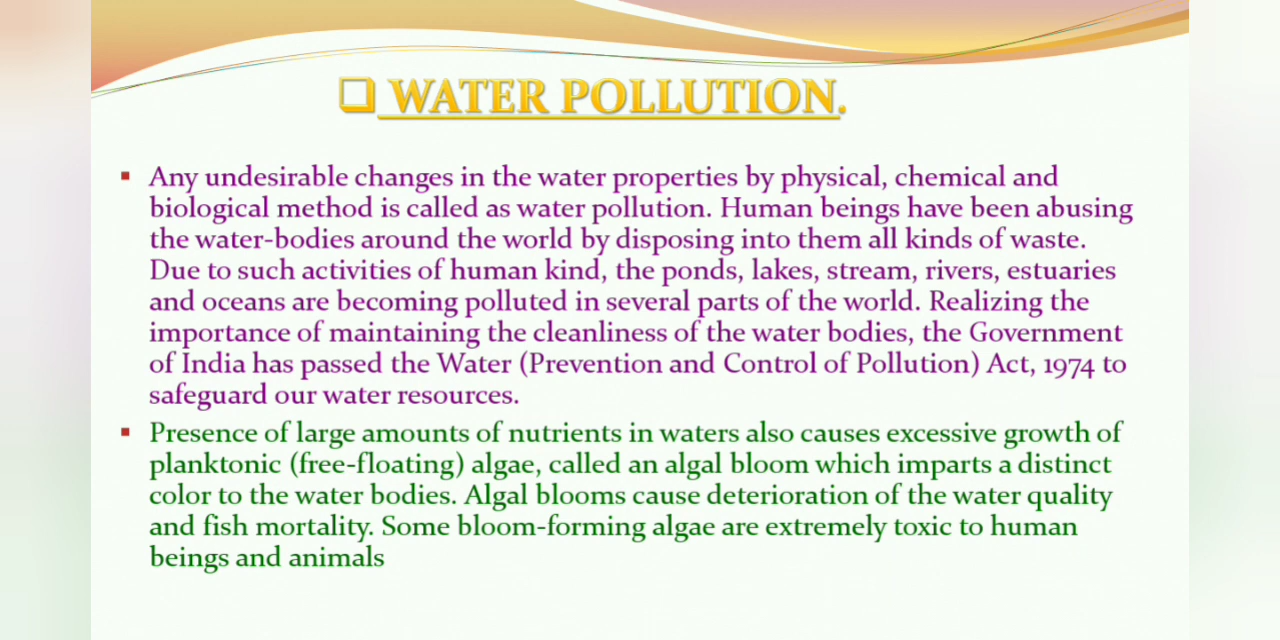 ❑ WATER POLLUTION.
▪ Any undesirable changes in the water properties by physical, chemical and
biological method is called as water pollution. Human beings have been abusing
the water-bodies around the world by disposing into them all kinds of waste.
Due to such activities of human kind, the ponds, lakes, stream, rivers, estuaries
and oceans are becoming polluted in several parts of the world. Realizing the
importance of maintaining the cleanliness of the water bodies, the Government
of India has passed the Water (Prevention and Control of Pollution) Act, 1974 to
safeguard our water resources.
▪ Presence of large amounts of nutrients in waters also causes excessive growth of
planktonic (free-floating) algae, called an algal bloom which imparts a distinct
color to the water bodies. Algal blooms cause deterioration of the water quality
and fish mortality. Some bloom-forming algae are extremely toxic to human
beings and animals